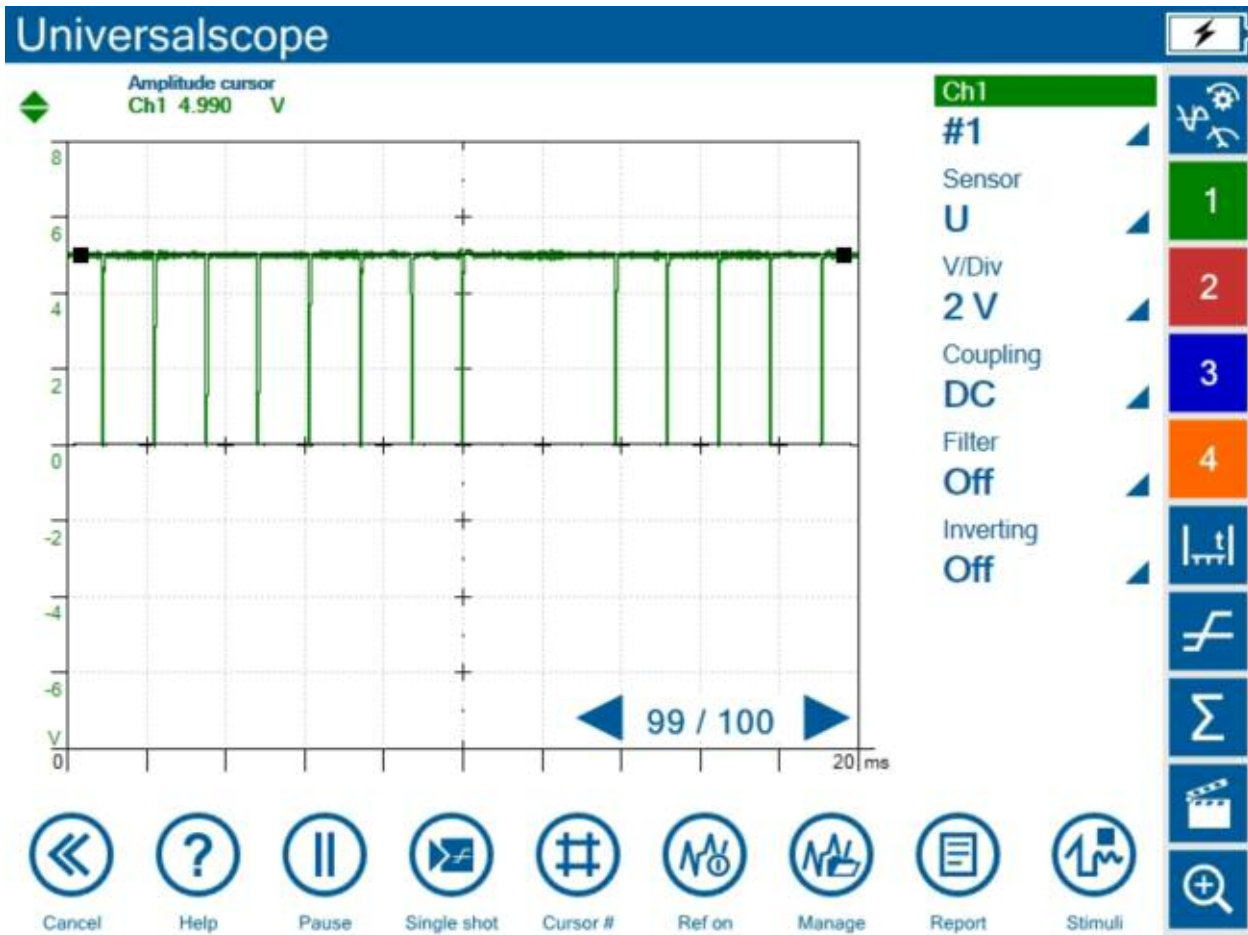 Universalscope
Amplitude cursor
Ch1 4.990 V
Ch1
#1
Sensor
U
V/Div
2 V
Coupling
DC
Filter
Off
Inverting
Off
8
6
4
2
0
-2
-4
-6
V
0
20 ms
99 / 100
1
2
3
4
t
Σ
Cancel
? Help
Pause
Single shot
Cursor #
Ref on
Manage
Report
Stimuli